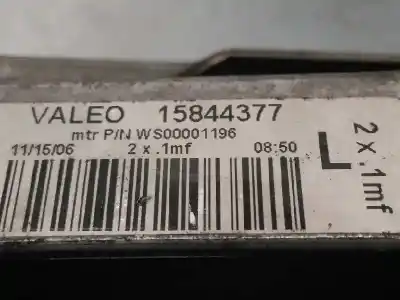 VALEO 15844377
mtr P/N WS00001196
11/15/06 2 x .1mf 08:50
L
2 x .1mf